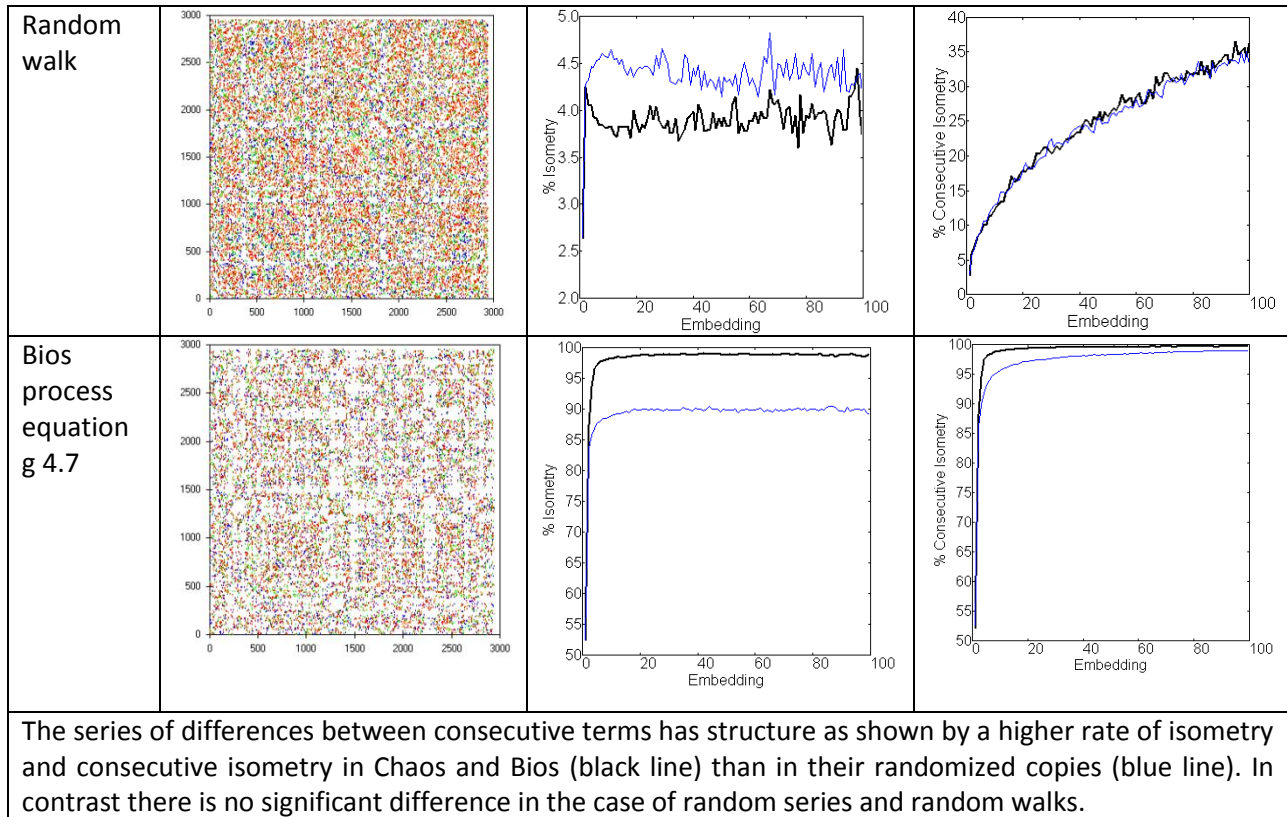 Random
walk
3000
2500
2000
1500
1000
500
0
0 500 1000 1500 2000 2500 3000
5.0
4.5
4.0
3.5
3.0
2.5
2.0
% Isometry
0 20 40 60 80 100
Embedding
40
35
30
25
20
15
10
5
0
% Consecutive Isometry
0 20 40 60 80 100
Embedding
Bios
process
equation
g 4.7
3000
2500
2000
1500
1000
500
0
0 500 1000 1500 2000 2500 3000
100
95
90
85
80
75
70
65
60
55
50
% Isometry
0 20 40 60 80 100
Embedding
100
95
90
85
80
75
70
65
60
55
50
% Consecutive Isometry
0 20 40 60 80 100
Embedding
The series of differences between consecutive terms has structure as shown by a higher rate of isometry
and consecutive isometry in Chaos and Bios (black line) than in their randomized copies (blue line). In
contrast there is no significant difference in the case of random series and random walks.